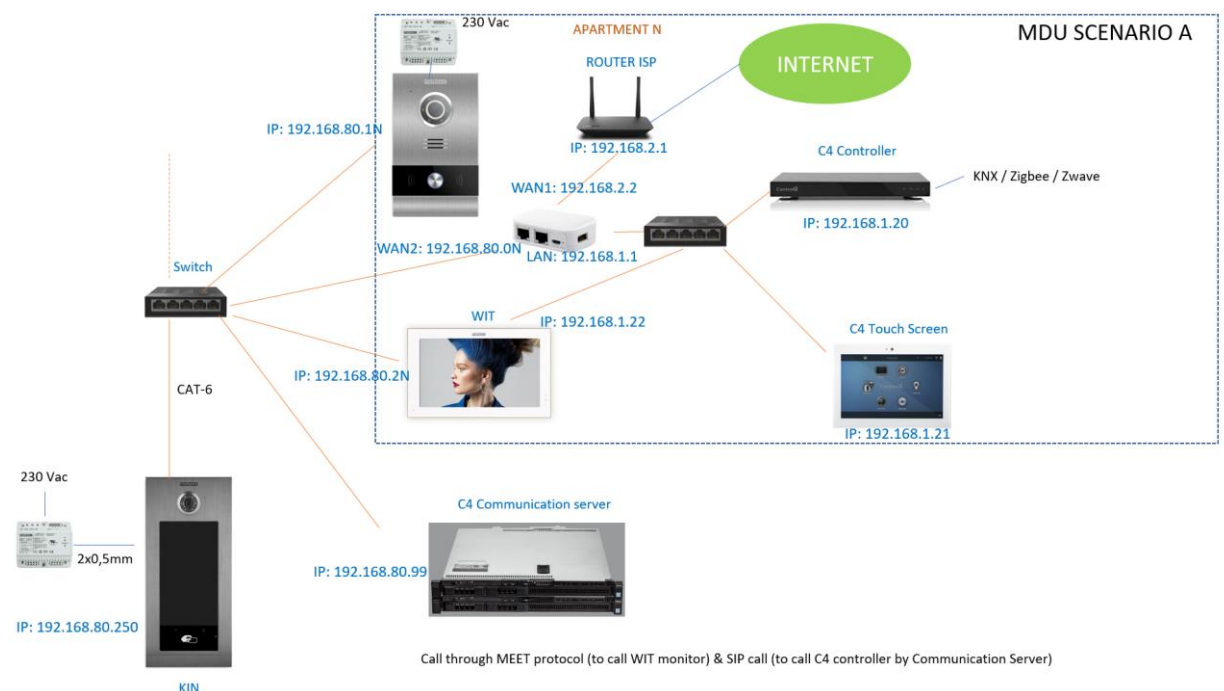 MDU SCENARIO A
230 Vac
APARTMENT N
ROUTER ISP
INTERNET
IP: 192.168.80.1N
IP: 192.168.2.1
C4 Controller
KNX / Zigbee / Zwave
WAN1: 192.168.2.2
IP: 192.168.1.20
WAN2: 192.168.80.0N
LAN: 192.168.1.1
Switch
WIT
IP: 192.168.1.22
C4 Touch Screen
IP: 192.168.80.2N
CAT-6
IP: 192.168.1.21
230 Vac
C4 Communication server
2x0,5mm
IP: 192.168.80.99
IP: 192.168.80.250
Call through MEET protocol (to call WIT monitor) & SIP call (to call C4 controller by Communication Server)
KIN